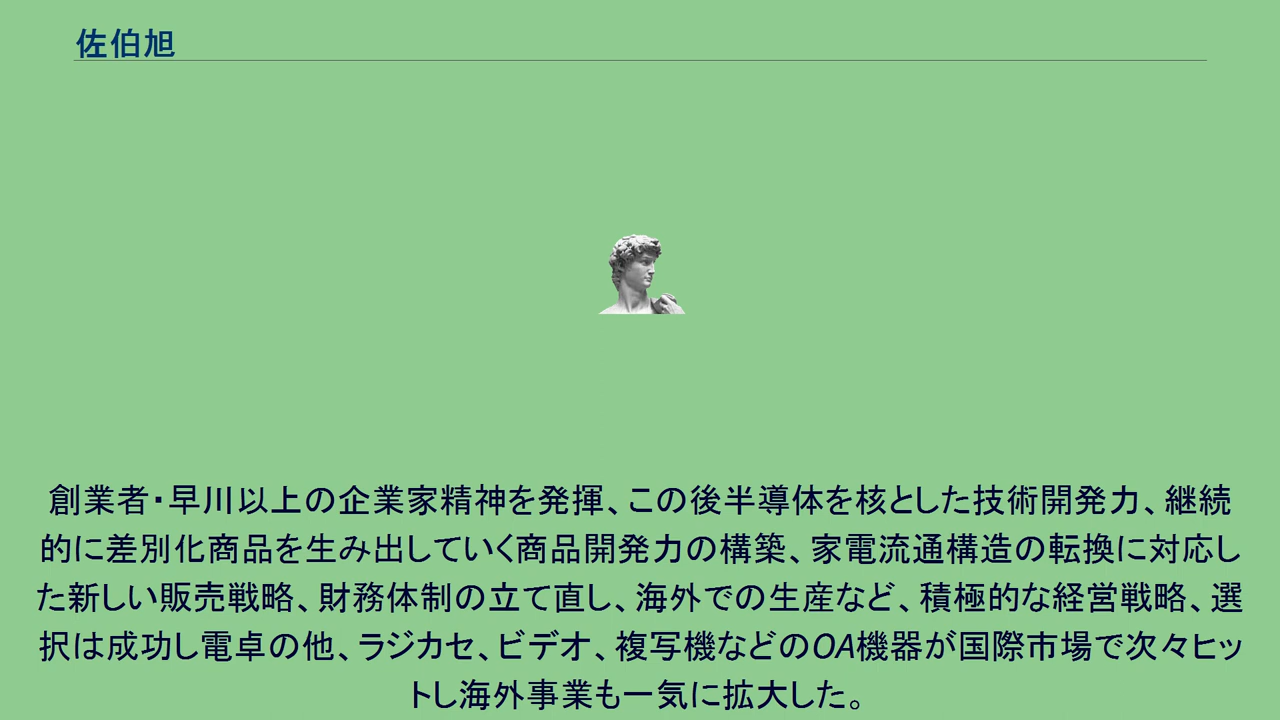 佐伯旭
創業者・早川以上の企業家精神を発揮、この後半導体を核とした技術開発力、継続
的に差別化商品を生み出していく商品開発力の構築、家電流通構造の転換に対応し
た新しい販売戦略、財務体制の立て直し、海外での生産など、積極的な経営戦略、選
択は成功し電卓の他、ラジカセ、ビデオ、複写機などのOA機器が国際市場で次々ヒッ
トし海外事業も一気に拡大した。